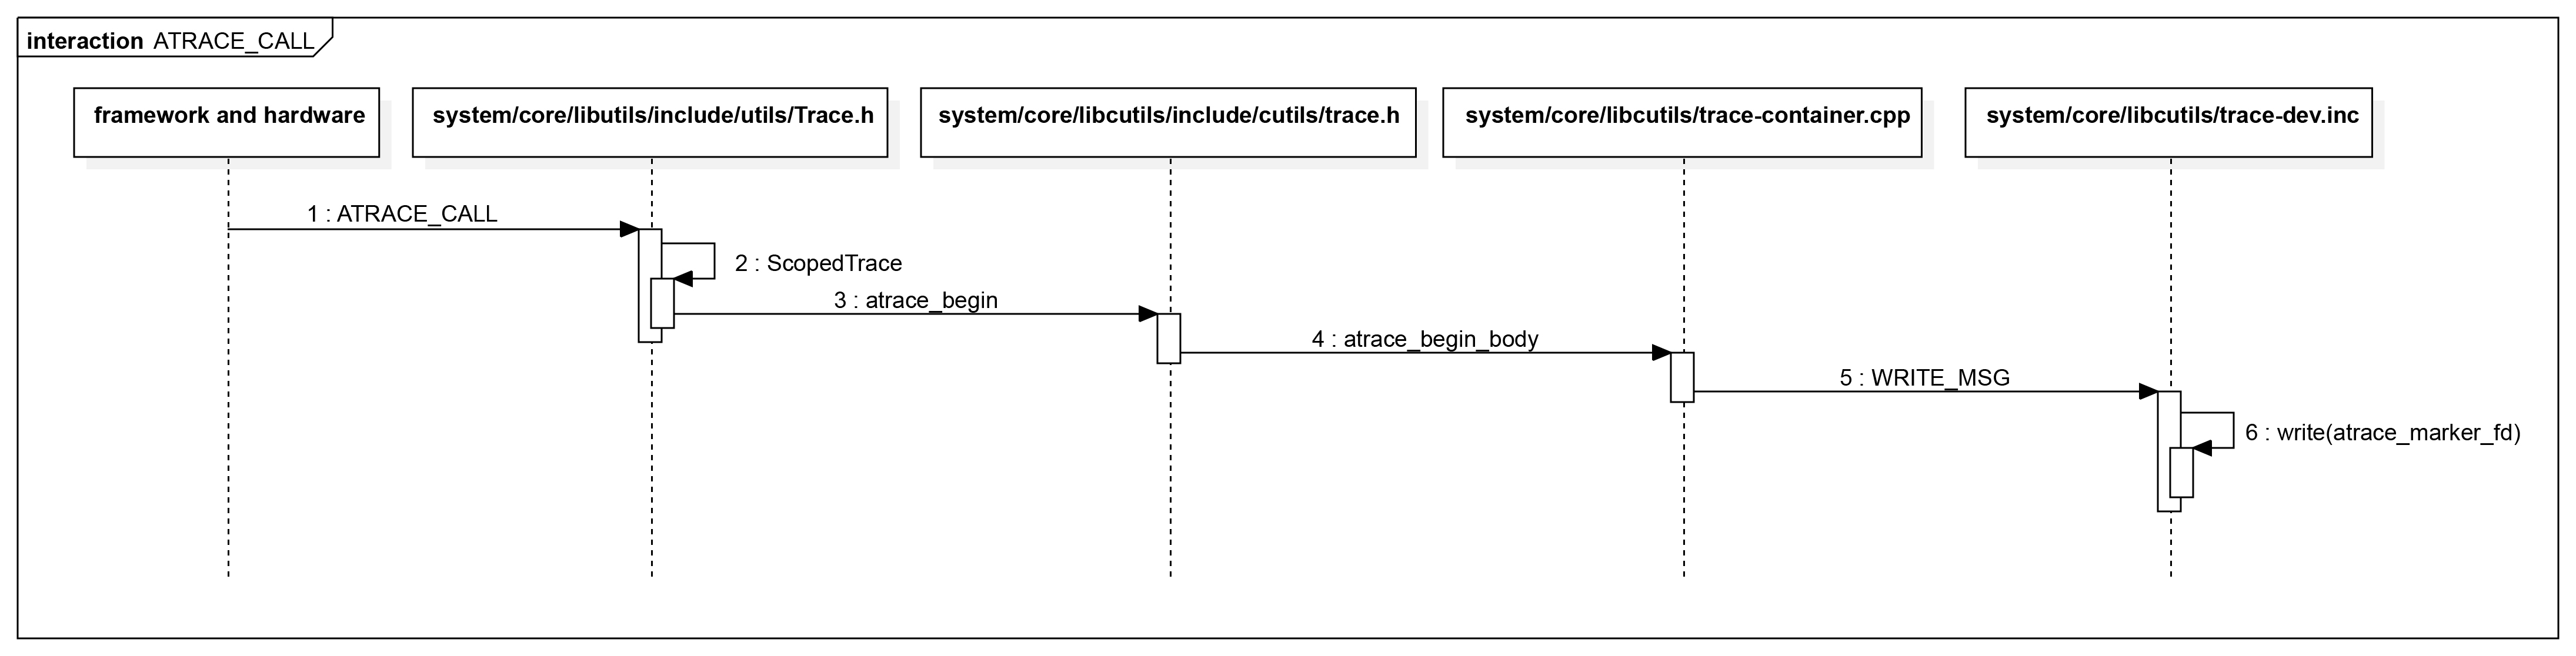 interaction ATRACE_CALL
framework and hardware
system/core/libutils/include/utils/Trace.h
system/core/libcutils/include/cutils/trace.h
system/core/libcutils/trace-container.cpp
system/core/libcutils/trace-dev.inc
1 : ATRACE_CALL
2 : ScopedTrace
3 : atrace_begin
4 : atrace_begin_body
5 : WRITE_MSG
6 : write(atrace_marker_fd)